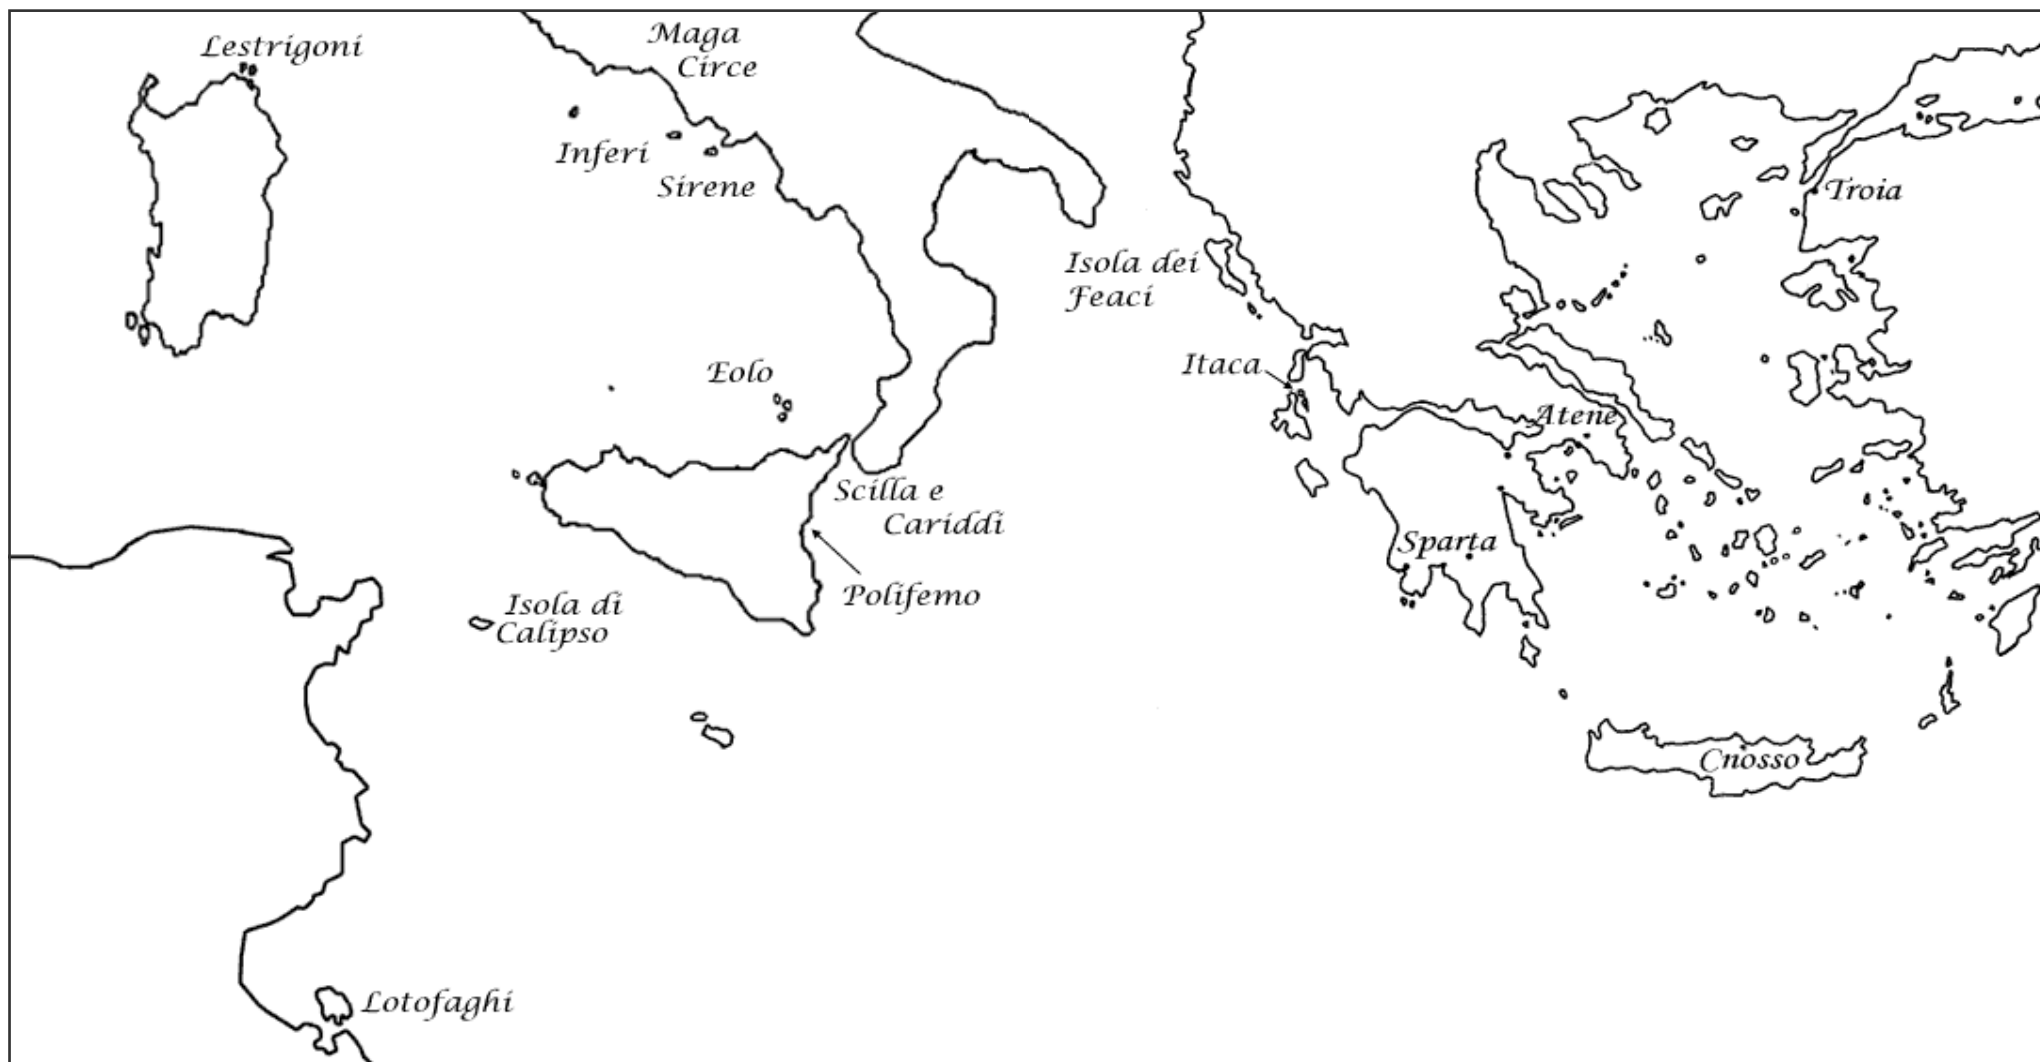 Lestrigoni
Maga
Circe
Inferi
Sirene
Troia
Isola dei
Feaci
Itaca
Eolo
Atene
Scilla e
Cariddi
Sparta
Polifemo
Isola di
Calipso
Cnosso
Lotofaghi